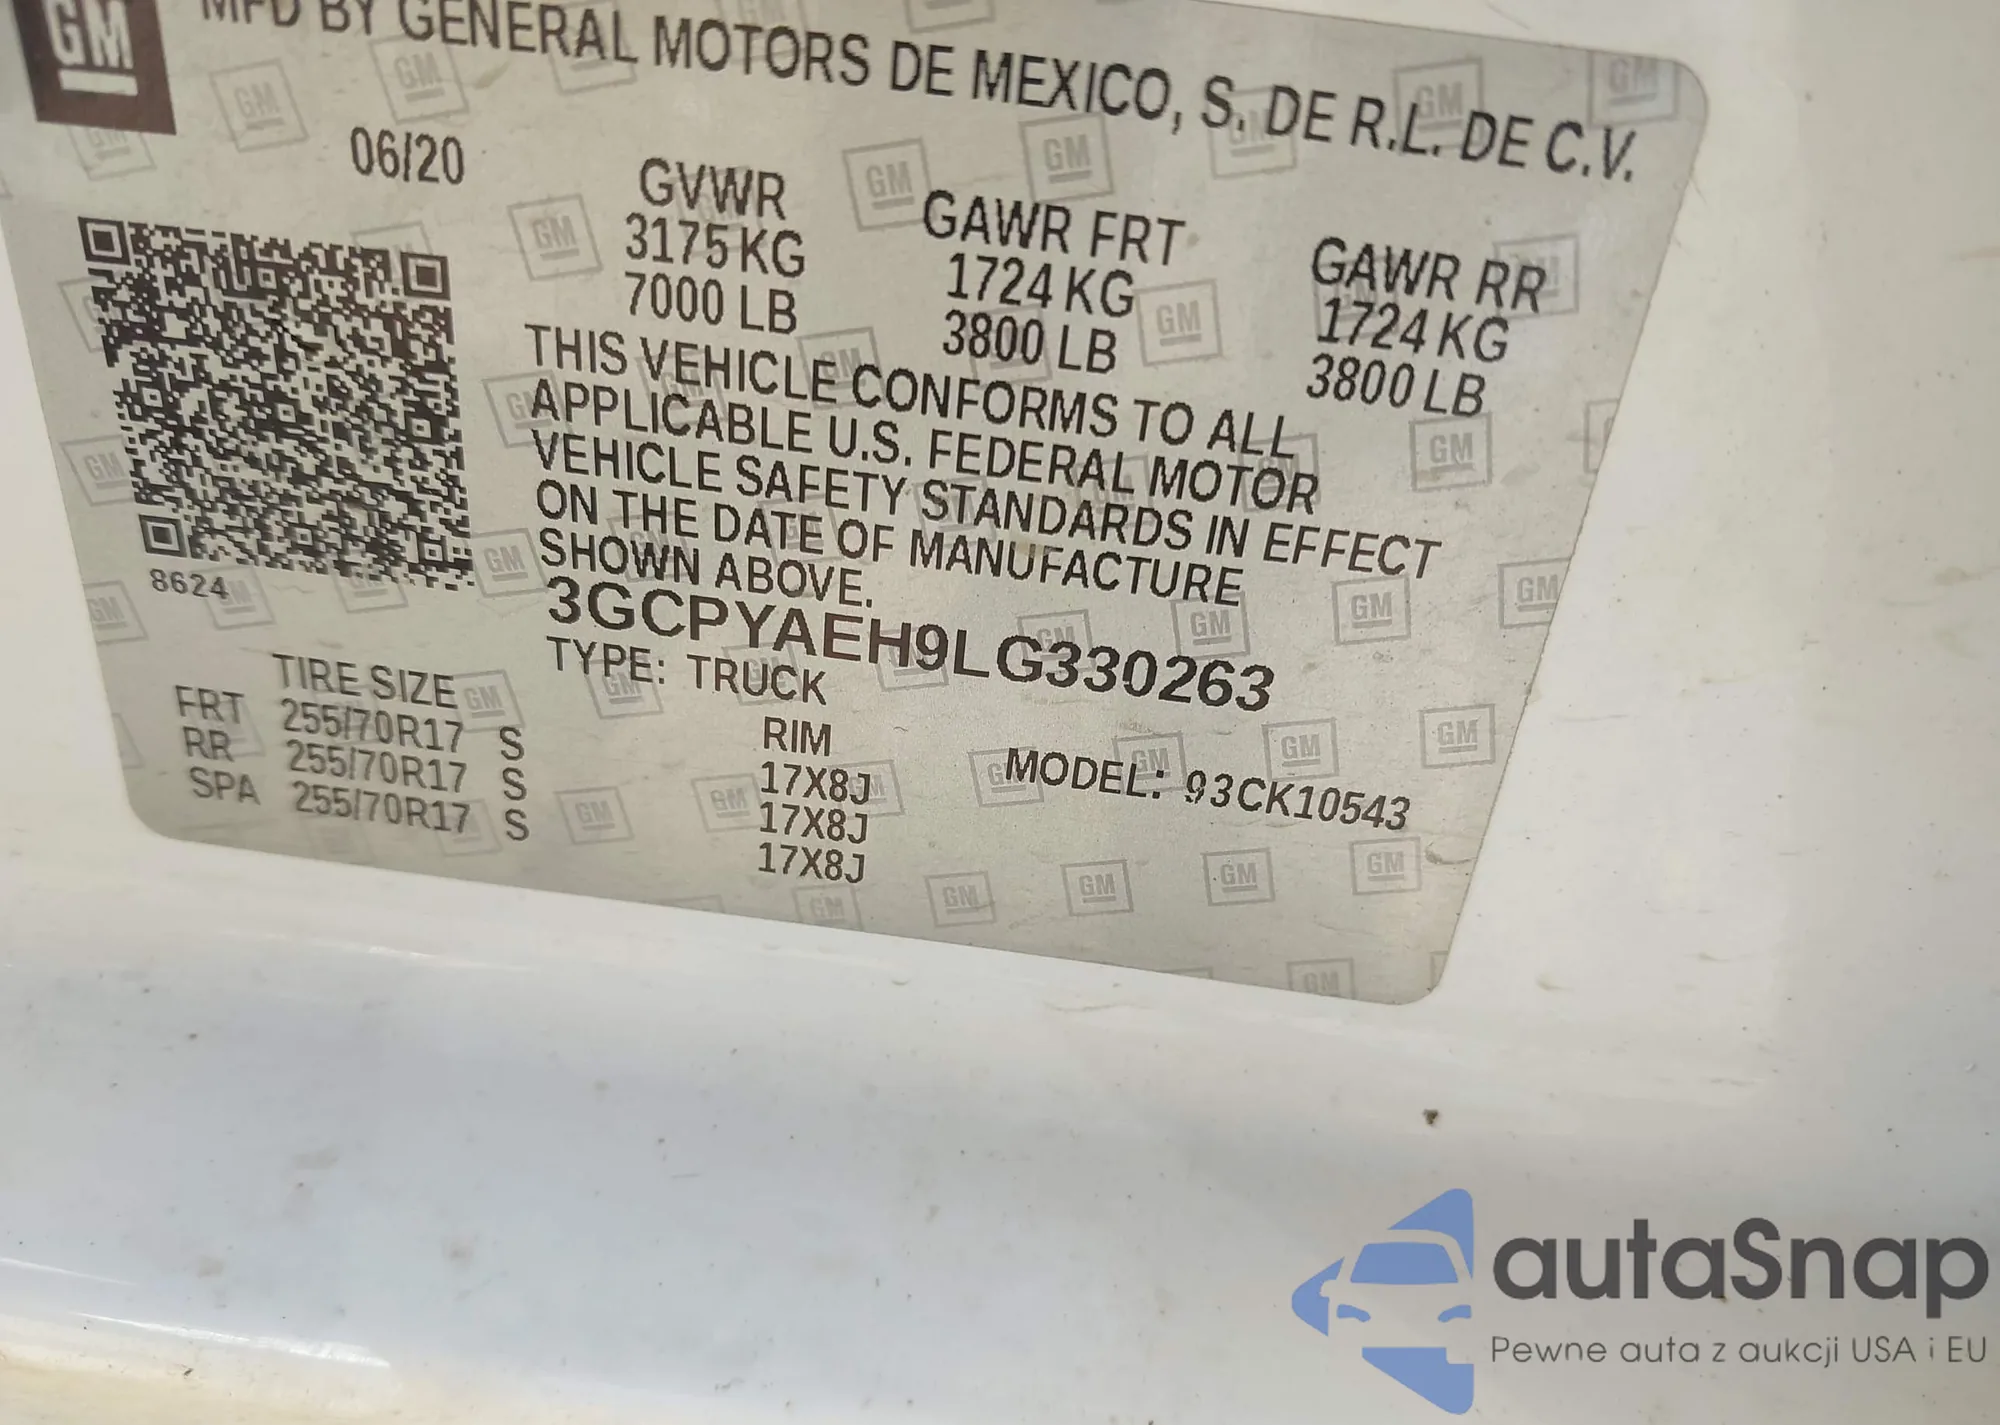 GM
MFD BY GENERAL MOTORS DE MEXICO, S. DE R.L. DE C.V.
06/20
GVWR
3175 KG
7000 LB
GAWR FRT
1724 KG
3800 LB
GAWR RR
1724 KG
3800 LB
THIS VEHICLE CONFORMS TO ALL
APPLICABLE U.S. FEDERAL MOTOR
VEHICLE SAFETY STANDARDS IN EFFECT
ON THE DATE OF MANUFACTURE
SHOWN ABOVE.
8624
3GCPYAEH9LG330263
TYPE: TRUCK
TIRE SIZE
RIM
MODEL: 93CK10543
FRT 255/70R17 S 17X8J
RR 255/70R17 S 17X8J
SPA 255/70R17 S 17X8J
autaSnap
Pewne auta z aukcji USA i EU